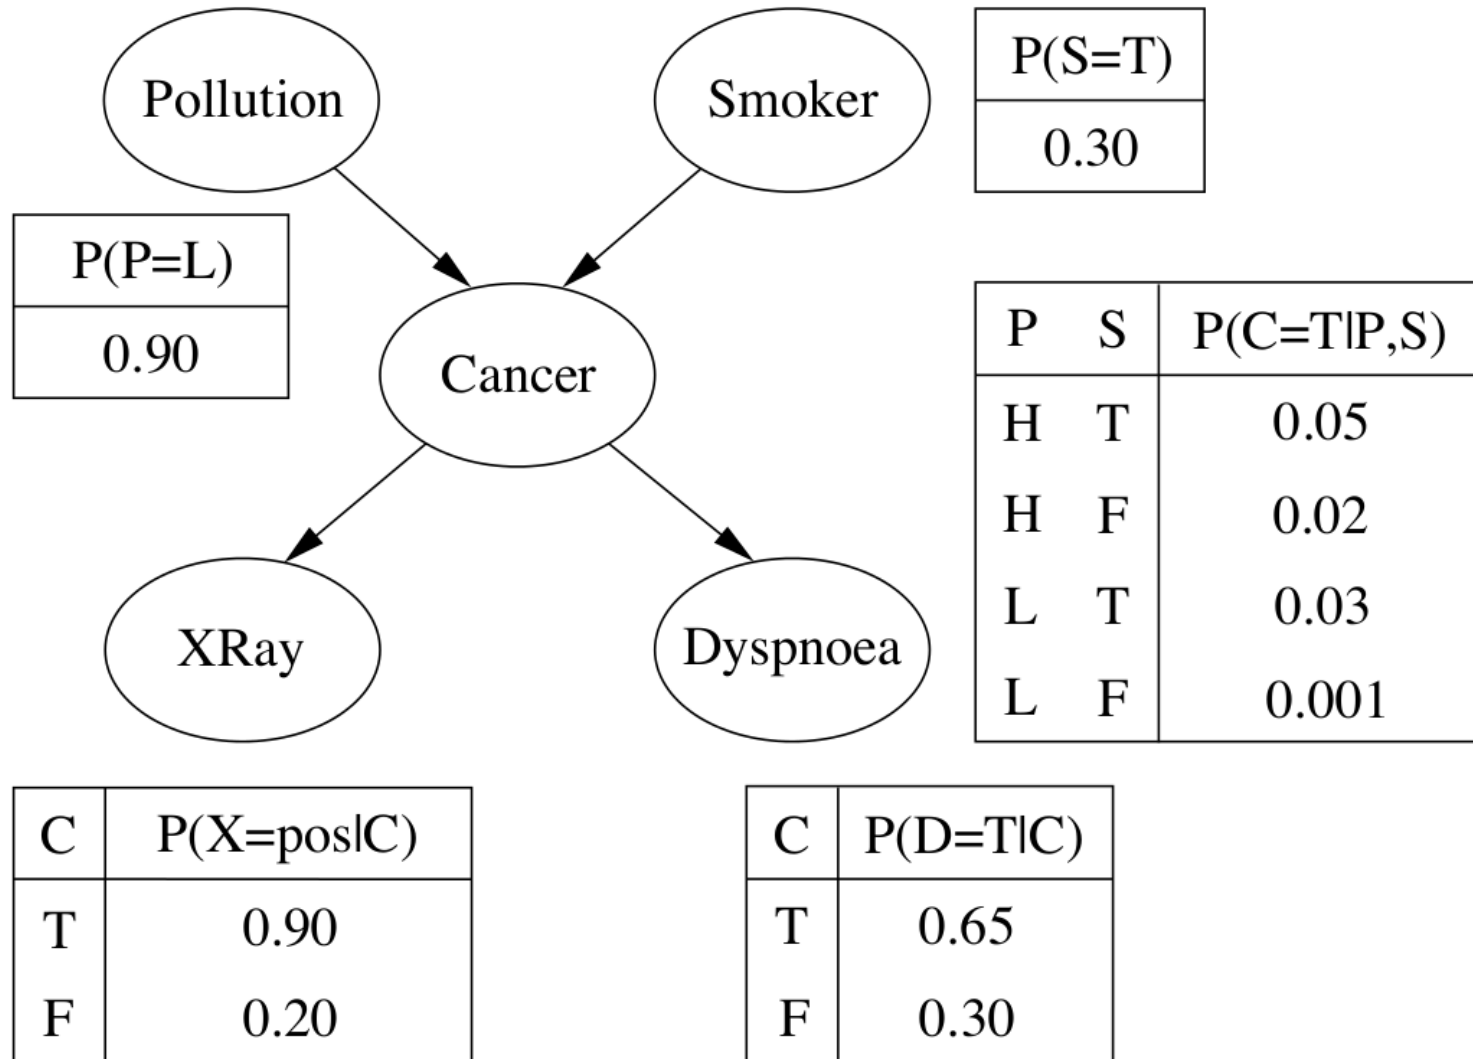 Pollution
Smoker
P(S=T)
0.30
P(P=L)
0.90
Cancer
P S P(C=T|P,S)
H T 0.05
H F 0.02
L T 0.03
L F 0.001
XRay
Dyspnoea
C P(X=pos|C)
T 0.90
F 0.20
C P(D=T|C)
T 0.65
F 0.30